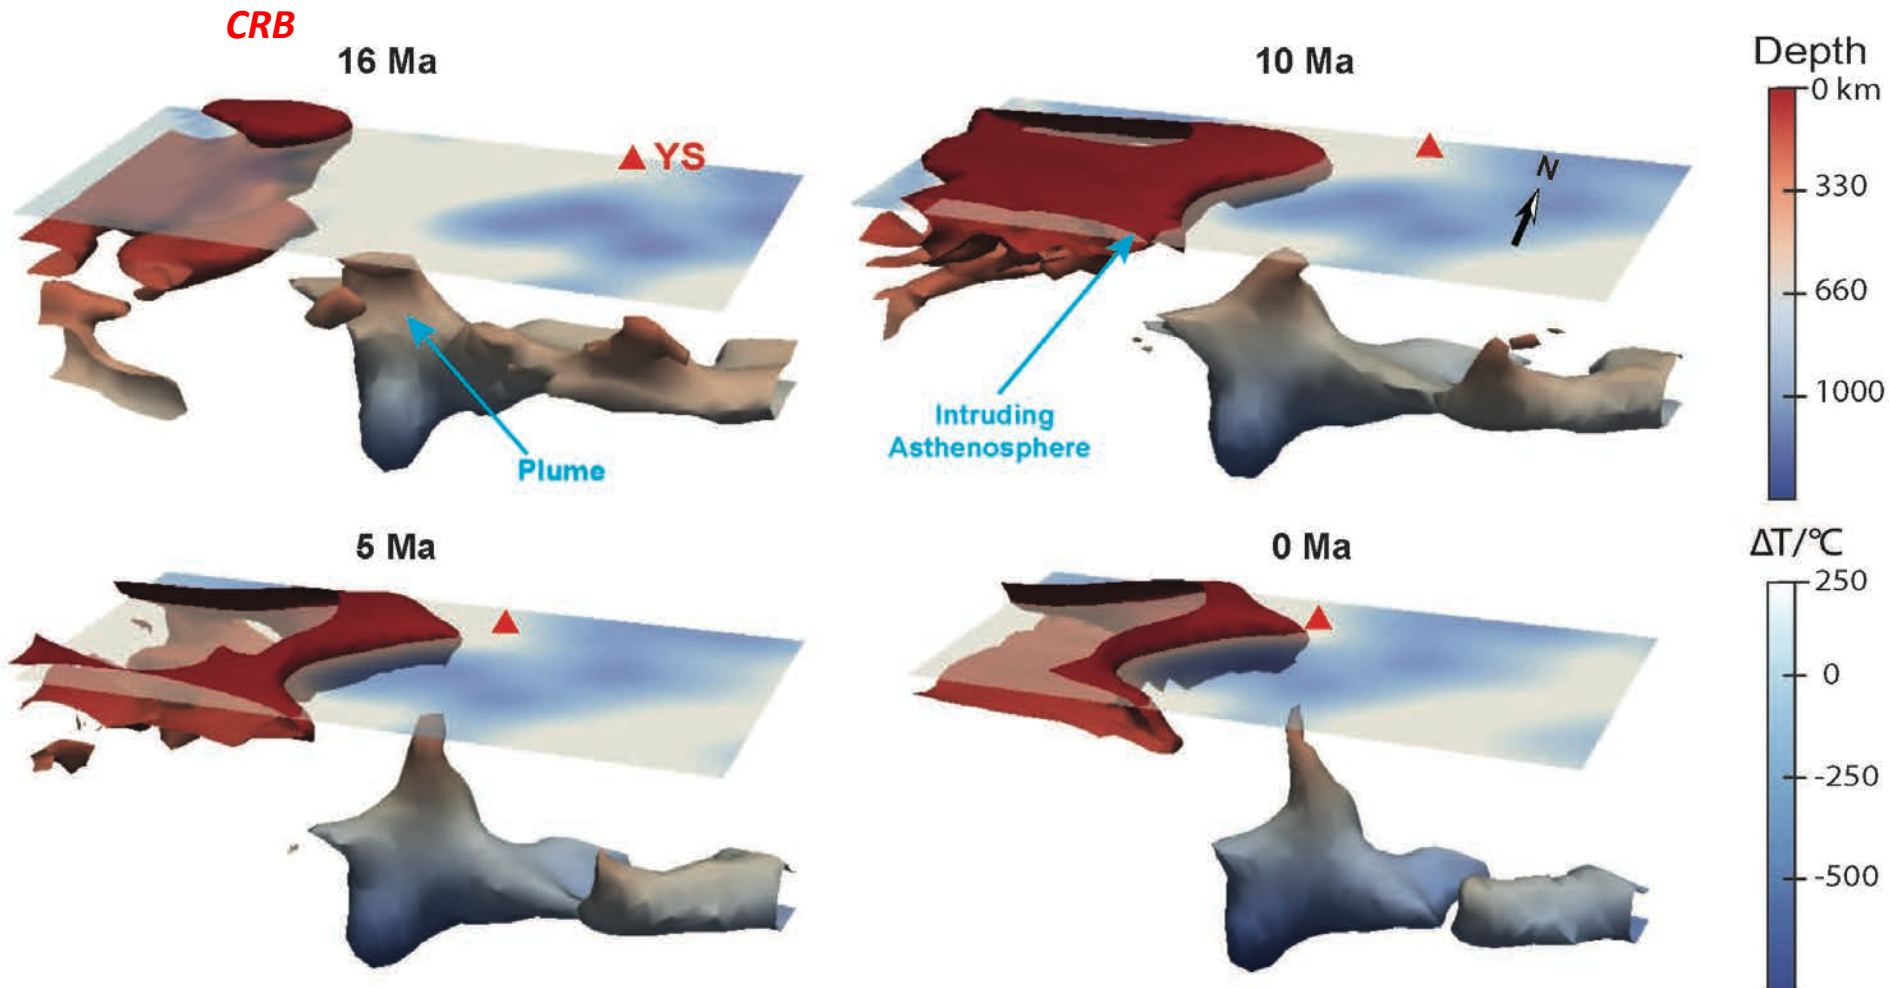 CRB
16 Ma
10 Ma
Depth
0 km
330
660
1000
YS
N
Plume
Intruding
Asthenosphere
5 Ma
0 Ma
ΔT/°C
250
0
-250
-500